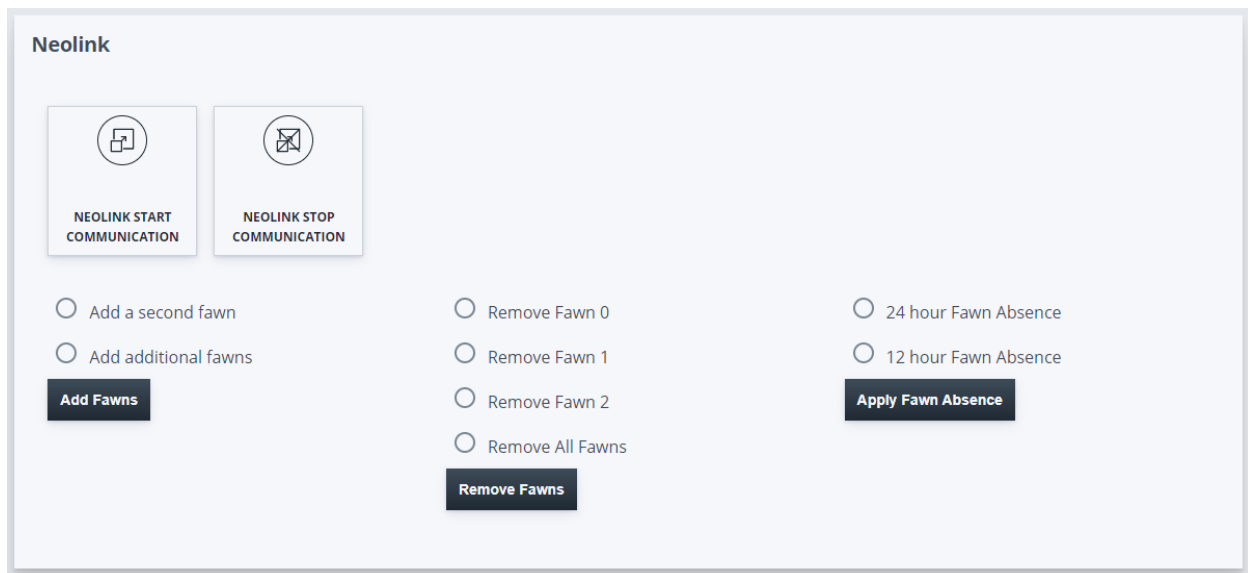 Neolink
NEOLINK START
COMMUNICATION
NEOLINK STOP
COMMUNICATION
Add a second fawn
Add additional fawns
Add Fawns
Remove Fawn 0
Remove Fawn 1
Remove Fawn 2
Remove All Fawns
Remove Fawns
24 hour Fawn Absence
12 hour Fawn Absence
Apply Fawn Absence